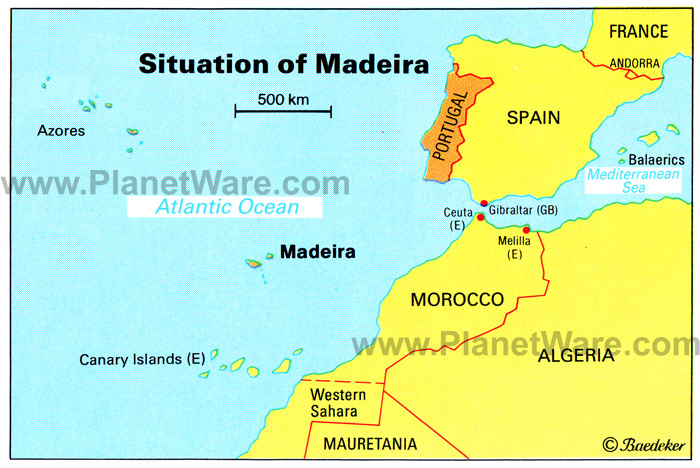 FRANCE
ANDORRA
Situation of Madeira
500 km
PORTUGAL
SPAIN
Azores
Balaerics
Mediterranean
Sea
www.PlanetWare.com
Atlantic Ocean
Gibraltar (GB)
Ceuta
(E)
Melilla
(E)
Madeira
MOROCCO
www.PlanetWare.com
ALGERIA
Canary Islands (E)
Western
Sahara
MAURETANIA
© Baedeker